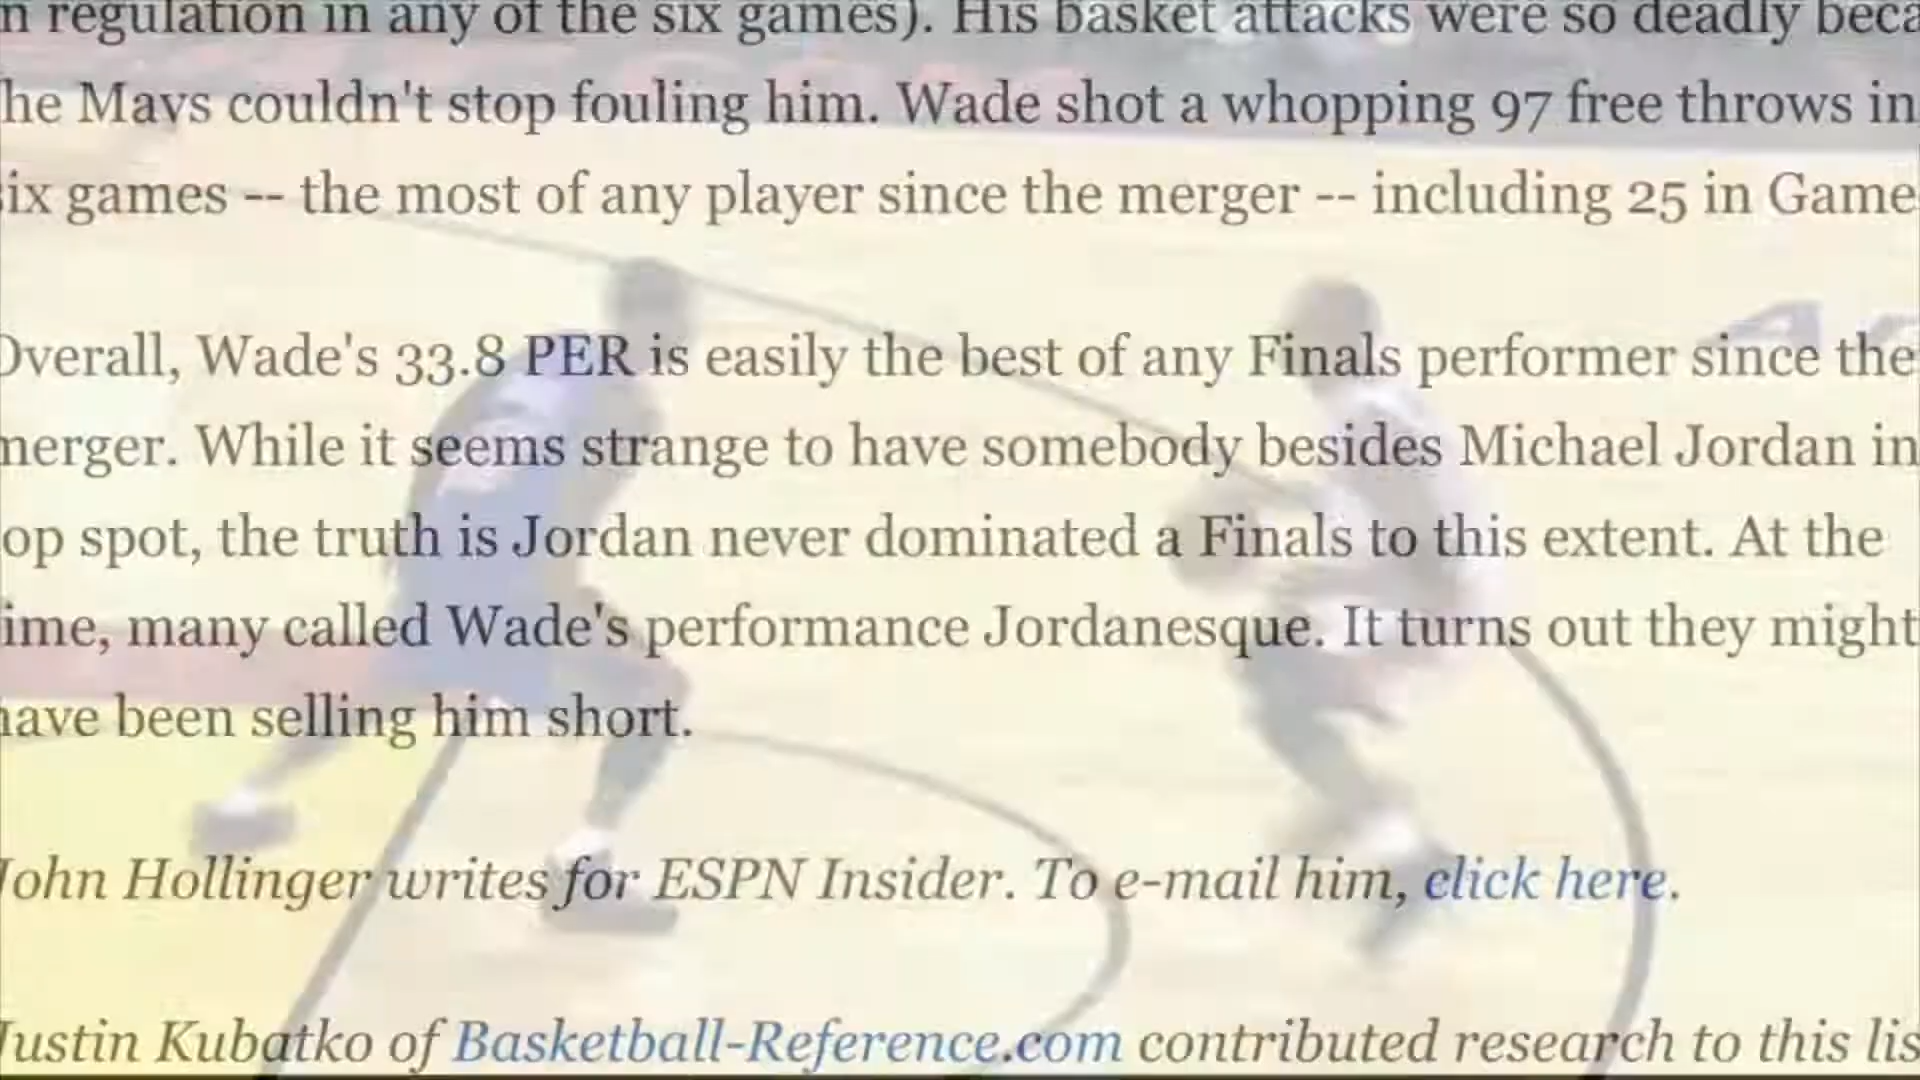 n regulation in any of the six games). His basket attacks were so deadly beca
he Mavs couldn't stop fouling him. Wade shot a whopping 97 free throws in
ix games -- the most of any player since the merger -- including 25 in Game
Overall, Wade's 33.8 PER is easily the best of any Finals performer since the
merger. While it seems strange to have somebody besides Michael Jordan in
op spot, the truth is Jordan never dominated a Finals to this extent. At the
ime, many called Wade's performance Jordanesque. It turns out they might
have been selling him short.
John Hollinger writes for ESPN Insider. To e-mail him, click here.
Justin Kubatko of Basketball-Reference.com contributed research to this lis